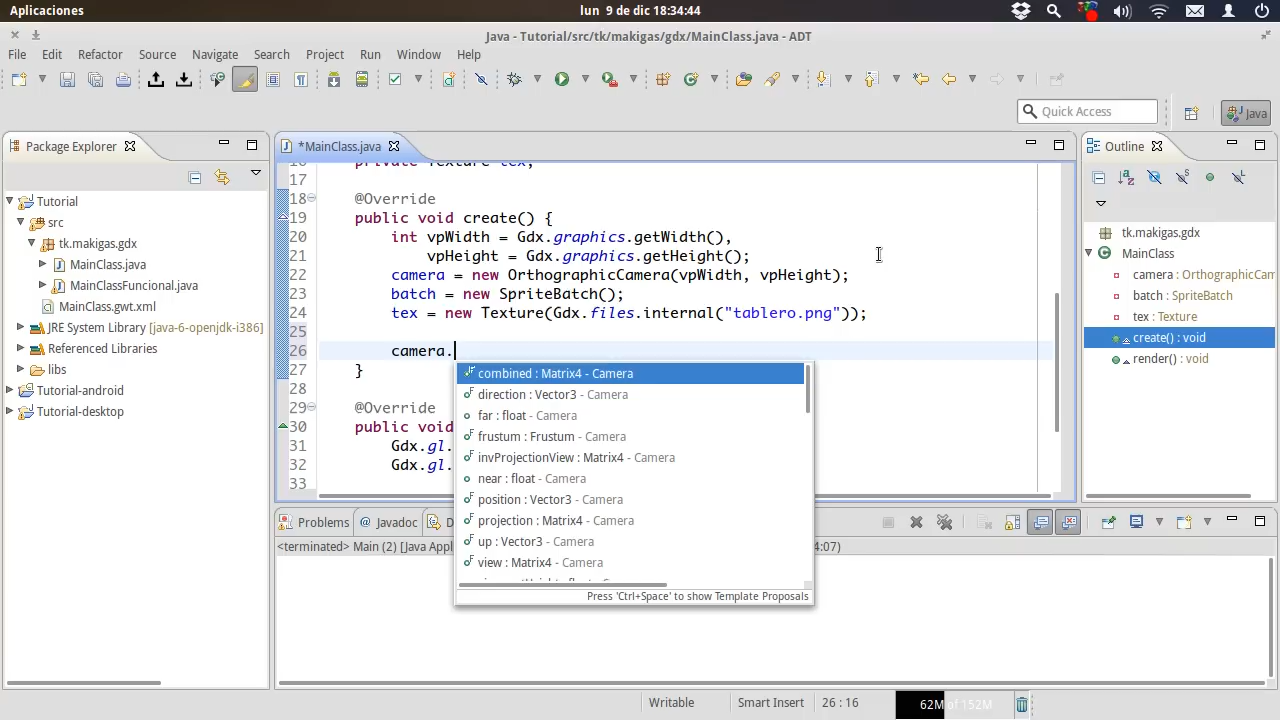 Aplicaciones
lun 9 de dic 18:34:44
Java - Tutorial/src/tk/makigas/gdx/MainClass.java - ADT
File Edit Refactor Source Navigate Search Project Run Window Help
Quick Access
Java
Package Explorer
Tutorial
src
tk.makigas.gdx
MainClass.java
MainClassFuncional.java
MainClass.gwt.xml
JRE System Library [java-6-openjdk-i386]
Referenced Libraries
libs
Tutorial-android
Tutorial-desktop
*MainClass.java
16 private Texture tex;
17
18 @Override
19 public void create() {
20 int vpWidth = Gdx.graphics.getWidth(),
21 vpHeight = Gdx.graphics.getHeight();
22 camera = new OrthographicCamera(vpWidth, vpHeight);
23 batch = new SpriteBatch();
24 tex = new Texture(Gdx.files.internal("tablero.png"));
25
26 camera.
27 }
28
29 @Override
30 public void
31 Gdx.gl.
32 Gdx.gl.
33
combined : Matrix4 - Camera
direction : Vector3 - Camera
far : float - Camera
frustum : Frustum - Camera
invProjectionView : Matrix4 - Camera
near : float - Camera
position : Vector3 - Camera
projection : Matrix4 - Camera
up : Vector3 - Camera
view : Matrix4 - Camera
Press 'Ctrl+Space' to show Template Proposals
Outline
tk.makigas.gdx
MainClass
camera : OrthographicCam
batch : SpriteBatch
tex : Texture
create() : void
render() : void
Problems Javadoc D
<terminated> Main (2) [Java Appl 4:07)
Writable Smart Insert 26 : 16 62M of 152M